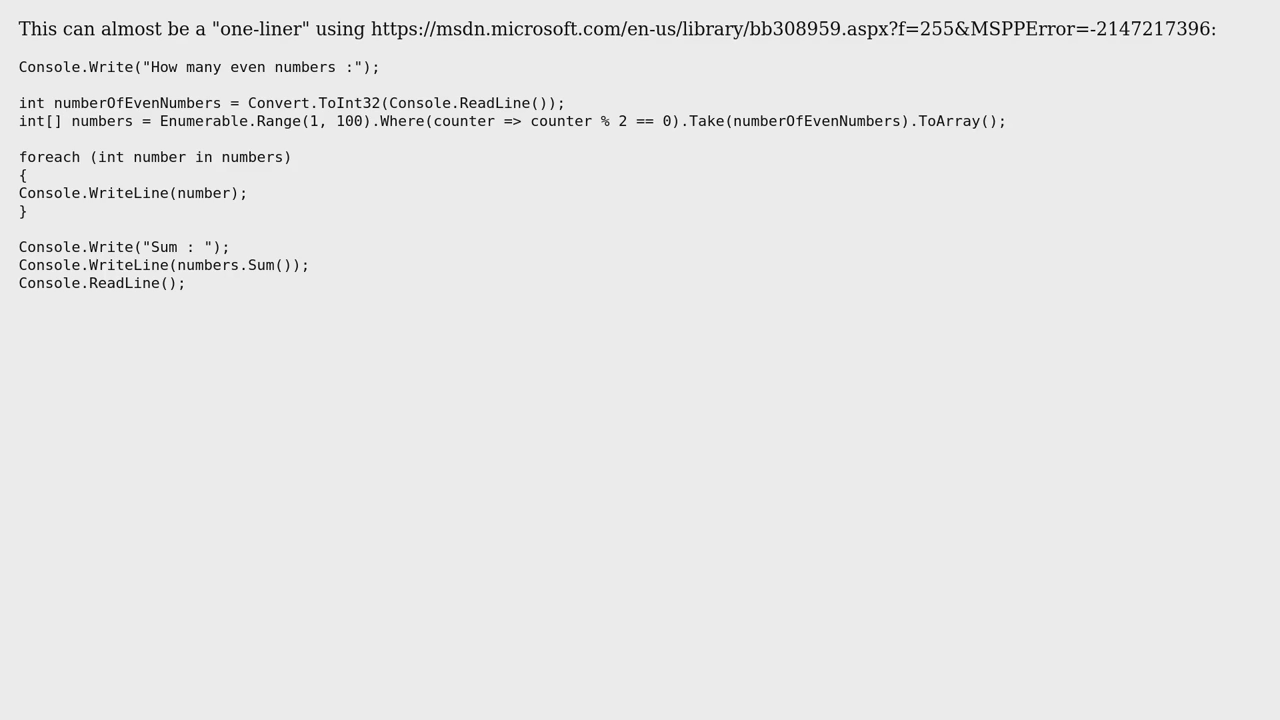 This can almost be a "one-liner" using https://msdn.microsoft.com/en-us/library/bb308959.aspx?f=255&MSPPError=-2147217396:
Console.Write("How many even numbers :");
int numberOfEvenNumbers = Convert.ToInt32(Console.ReadLine());
int[] numbers = Enumerable.Range(1, 100).Where(counter => counter % 2 == 0).Take(numberOfEvenNumbers).ToArray();
foreach (int number in numbers)
{
Console.WriteLine(number);
}
Console.Write("Sum : ");
Console.WriteLine(numbers.Sum());
Console.ReadLine();